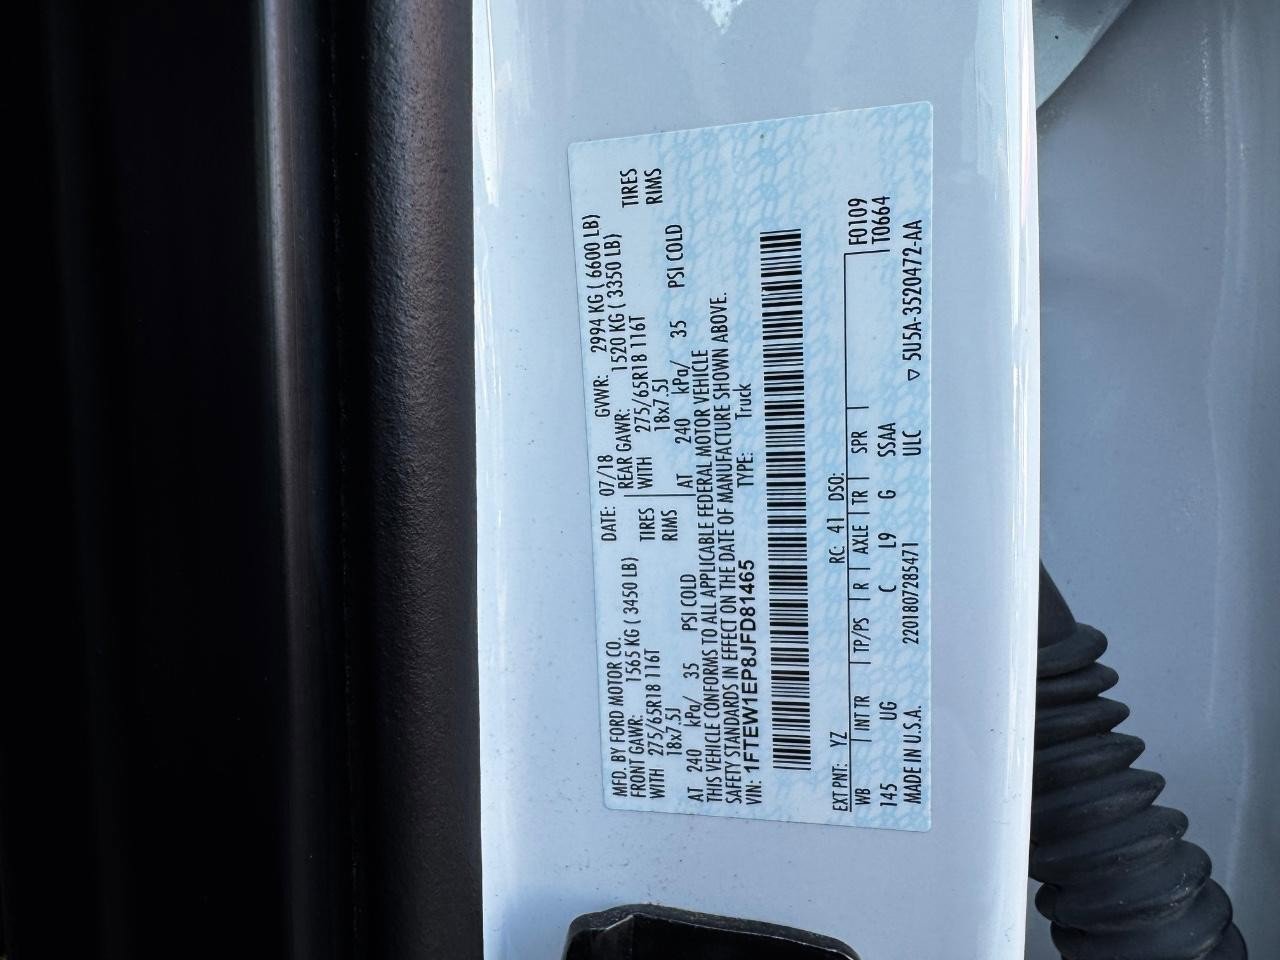 MFD. BY FORD MOTOR CO.
DATE: 07/18 GVWR: 2994 KG ( 6600 LB)
FRONT GAWR: 1565 KG ( 3450 LB) REAR GAWR: 1520 KG ( 3350 LB)
WITH 275/65R18 116T TIRES WITH 275/65R18 116T TIRES
18x7.5J RIMS 18x7.5J RIMS
AT 240 kPa/ 35 PSI COLD AT 240 kPa/ 35 PSI COLD
THIS VEHICLE CONFORMS TO ALL APPLICABLE FEDERAL MOTOR VEHICLE
SAFETY STANDARDS IN EFFECT ON THE DATE OF MANUFACTURE SHOWN ABOVE.
VIN: 1FTEW1EP8JFD81465 TYPE: Truck
EXT PNT: YZ RC: 41 DSO: F0109
WB INT TR TP/PS R AXLE TR SPR T0664
145 UG C L9 G SSAA
MADE IN U.S.A. 220180728547​1 ULC ▽ 5U5A-3520472-AA